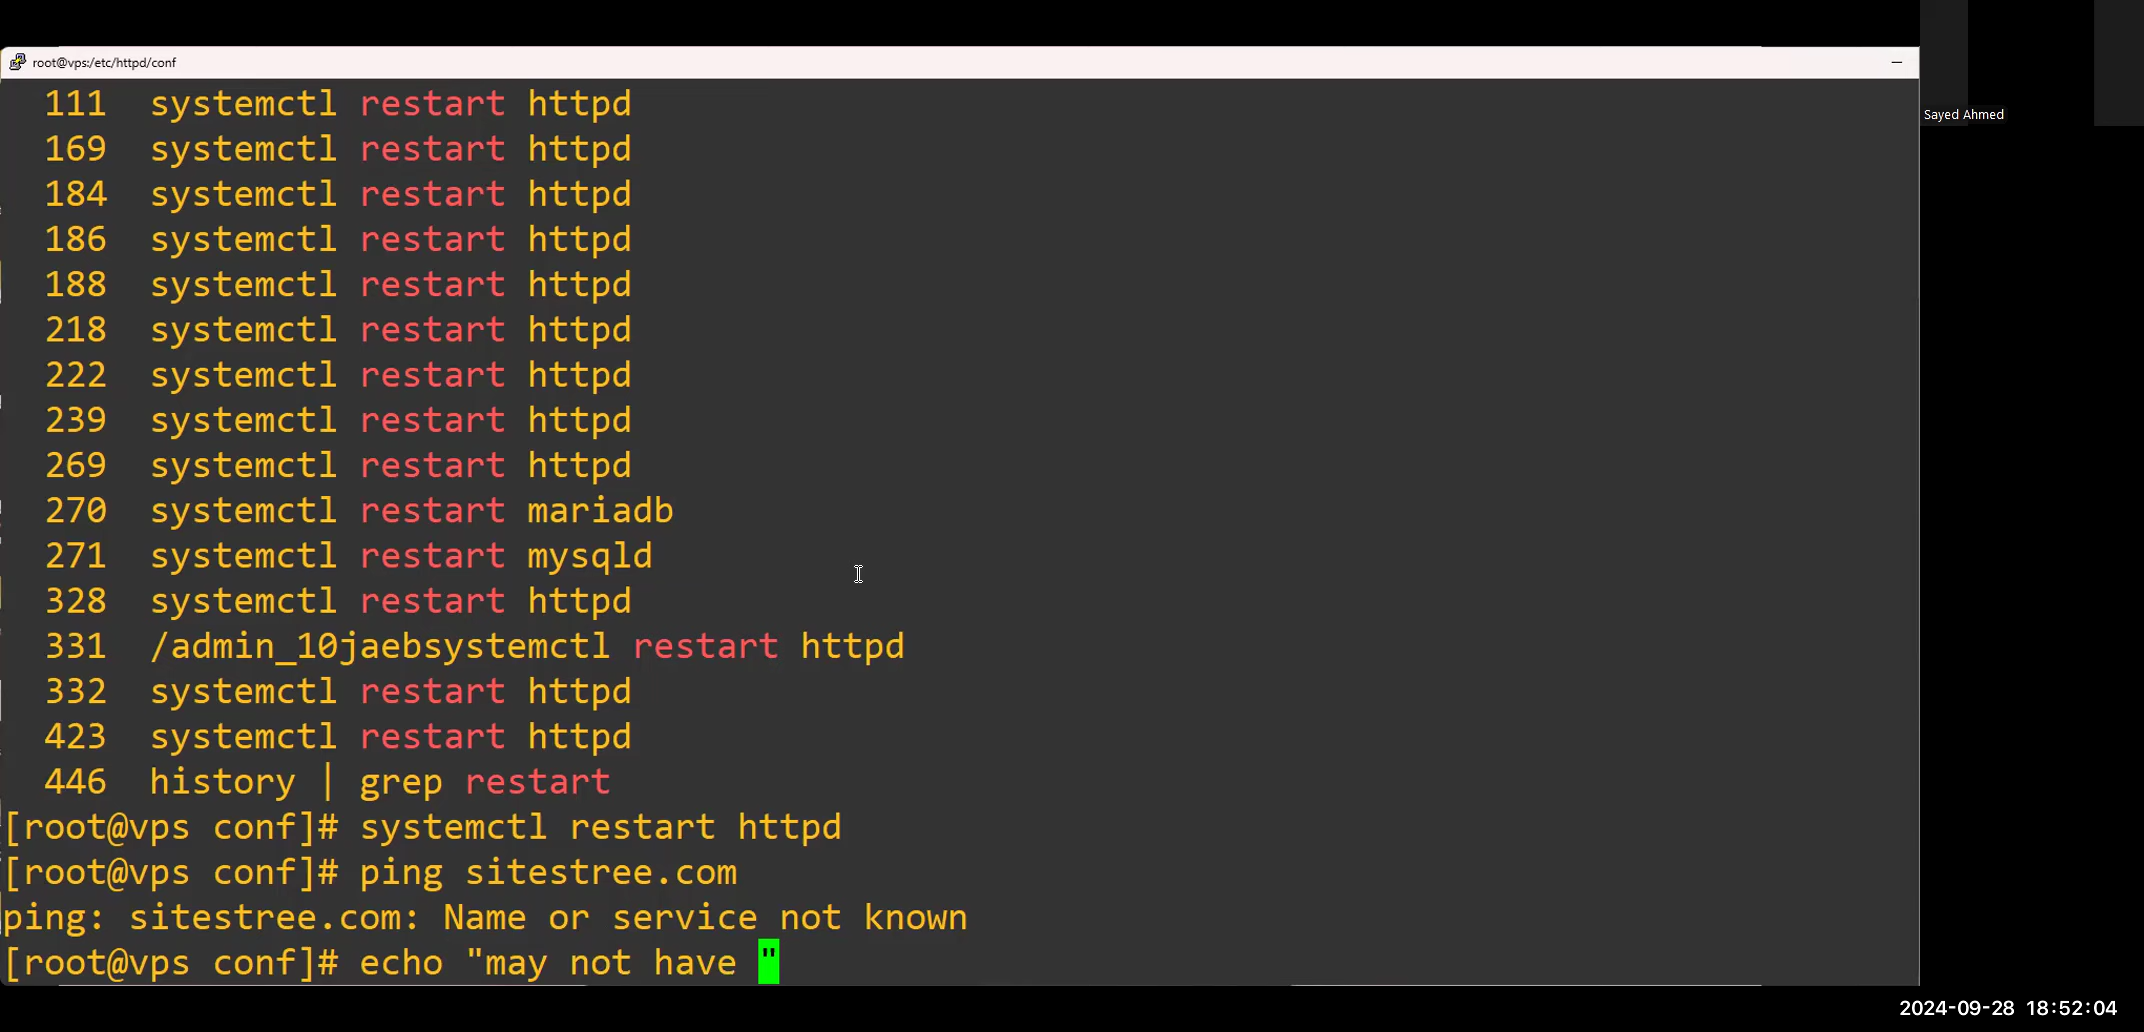 root@vps:/etc/httpd/conf
Sayed Ahmed
111 systemctl restart httpd
169 systemctl restart httpd
184 systemctl restart httpd
186 systemctl restart httpd
188 systemctl restart httpd
218 systemctl restart httpd
222 systemctl restart httpd
239 systemctl restart httpd
269 systemctl restart httpd
270 systemctl restart mariadb
271 systemctl restart mysqld
328 systemctl restart httpd
331 /admin_10jaebsystemctl restart httpd
332 systemctl restart httpd
423 systemctl restart httpd
446 history | grep restart
[root@vps conf]# systemctl restart httpd
[root@vps conf]# ping sitestree.com
ping: sitestree.com: Name or service not known
[root@vps conf]# echo "may not have "
2024-09-28 18:52:04